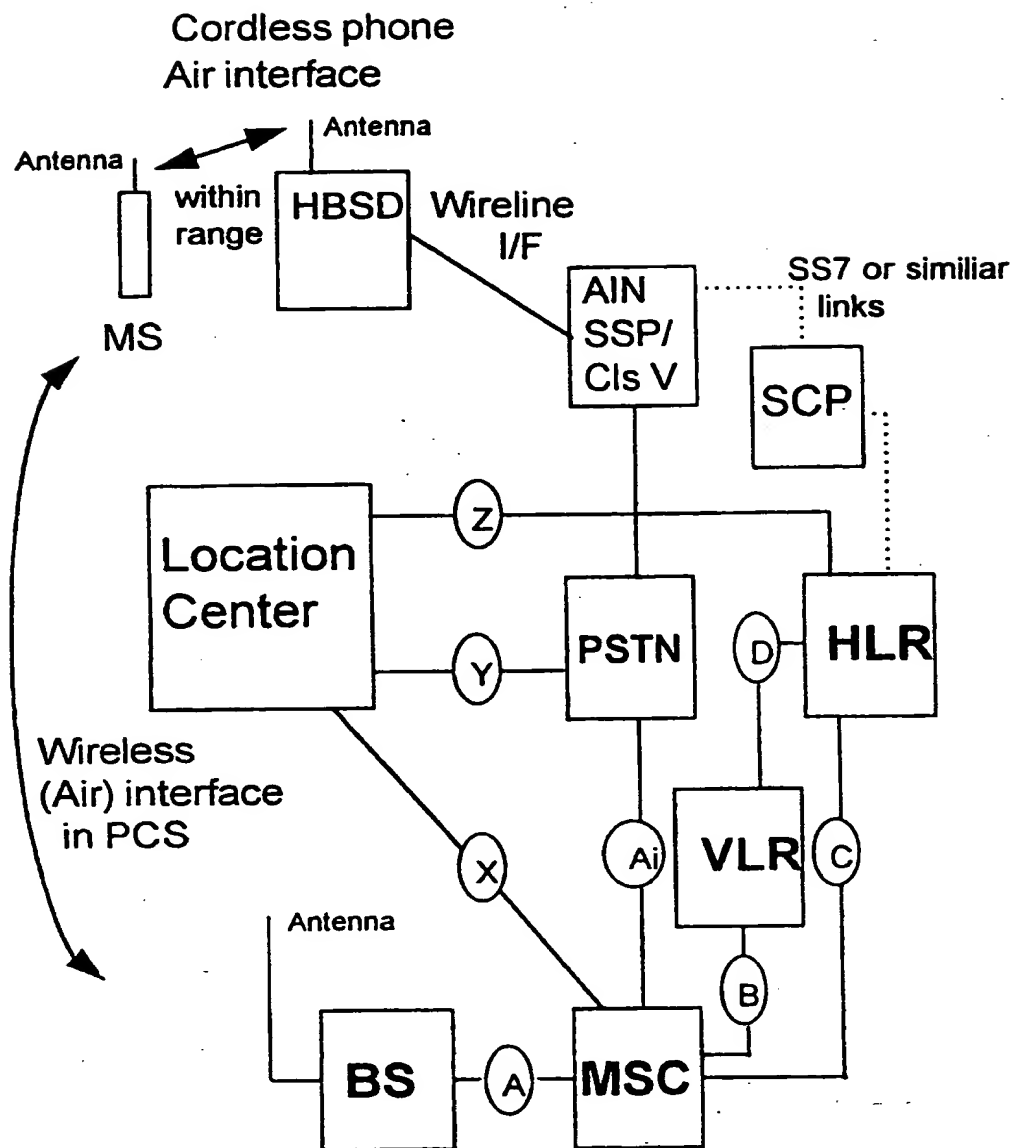 Cordless phone
Air interface
Antenna
Antenna
within
range
HBSD
Wireline
I/F
MS
AIN
SSP/
Cls V
SS7 or similiar
links
SCP
Location
Center
Z
Y
PSTN
D
HLR
Wireless
(Air) interface
in PCS
X
Ai
VLR
C
Antenna
B
BS
A
MSC